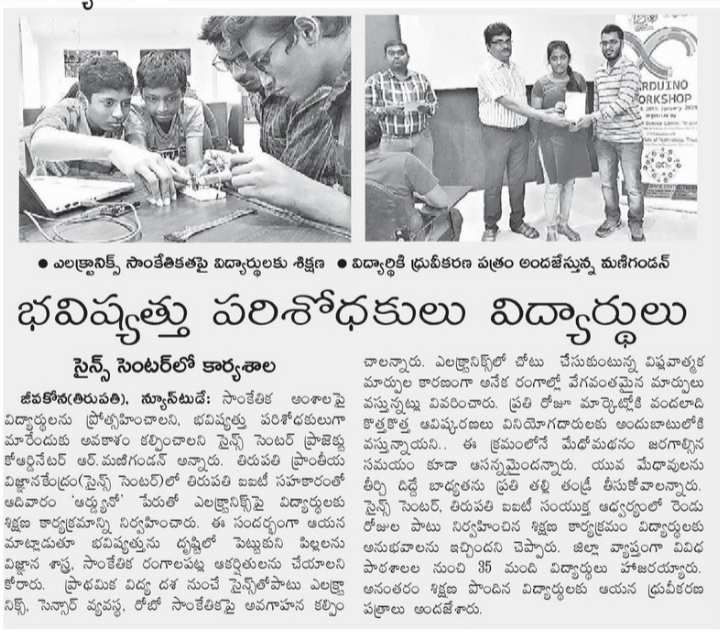 ARDUINO
WORKSHOP
● ఎలక్ట్రానిక్స్ సాంకేతికతపై విద్యార్థులకు శిక్షణ ● విద్యార్థికి ధ్రువీకరణ పత్రం అందజేస్తున్న మణిగండన్
భవిష్యత్తు పరిశోధకులు విద్యార్థులు
సైన్స్ సెంటర్‌లో కార్యశాల
జీవకోన(తిరుపతి), న్యూస్‌టుడే: సాంకేతిక అంశాలపై
విద్యార్థులను ప్రోత్సహించాలని, భవిష్యత్తు పరిశోధకులుగా
మారేందుకు అవకాశం కల్పించాలని సైన్స్ సెంటర్ ప్రాజెక్టు
కోఆర్డినేటర్ ఆర్.మణిగండన్ అన్నారు. తిరుపతి ప్రాంతీయ
విజ్ఞానకేంద్రం(సైన్స్ సెంటర్)లో తిరుపతి ఐఐటీ సహకారంతో
ఆదివారం 'ఆర్డ్యునో' పేరుతో ఎలక్ట్రానిక్స్‌పై విద్యార్థులకు
శిక్షణ కార్యక్రమాన్ని నిర్వహించారు. ఈ సందర్భంగా ఆయన
మాట్లాడుతూ భవిష్యత్తును దృష్టిలో పెట్టుకుని పిల్లలను
విజ్ఞాన శాస్త్ర, సాంకేతిక రంగాలపట్ల ఆకర్షితులను చేయాలని
కోరారు. ప్రాథమిక విద్య దశ నుంచే సైన్స్‌తోపాటు ఎలక్ట్రా
నిక్స్, సెన్సార్ వ్యవస్థ, రోబో సాంకేతికపై అవగాహన కల్పిం
చాలన్నారు. ఎలక్ట్రానిక్స్‌లో చోటు చేసుకుంటున్న విప్లవాత్మక
మార్పుల కారణంగా అనేక రంగాల్లో వేగవంతమైన మార్పులు
వస్తున్నట్లు వివరించారు. ప్రతి రోజూ మార్కెట్లోకి వందలాది
కొత్తకొత్త ఆవిష్కరణలు వినియోగదారులకు అందుబాటులోకి
వస్తున్నాయని.. ఈ క్రమంలోనే మేధోమథనం జరగాల్సిన
సమయం కూడా ఆసన్నమైందన్నారు. యువ మేధావులను
తీర్చి దిద్దే బాధ్యతను ప్రతి తల్లి తండ్రీ తీసుకోవాలన్నారు.
సైన్స్ సెంటర్, తిరుపతి ఐఐటీ సంయుక్త ఆధ్వర్యంలో రెండు
రోజుల పాటు నిర్వహించిన శిక్షణ కార్యక్రమం విద్యార్థులకు
అనుభవాలను ఇచ్చిందని చెప్పారు. జిల్లా వ్యాప్తంగా వివిధ
పాఠశాలల నుంచి 35 మంది విద్యార్థులు హాజరయ్యారు.
అనంతరం శిక్షణ పొందిన విద్యార్థులకు ఆయన ధ్రువీకరణ
పత్రాలు అందజేశారు.